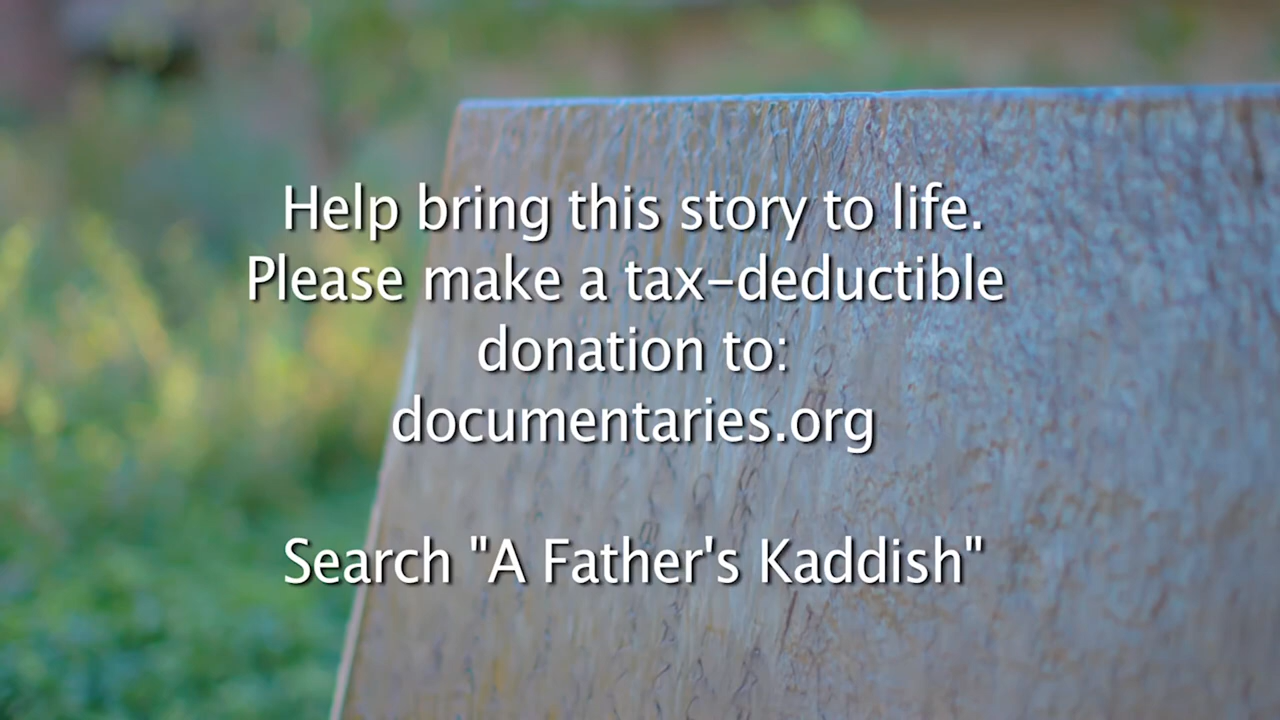 Help bring this story to life.
Please make a tax-deductible
donation to:
documentaries.org
Search "A Father's Kaddish"